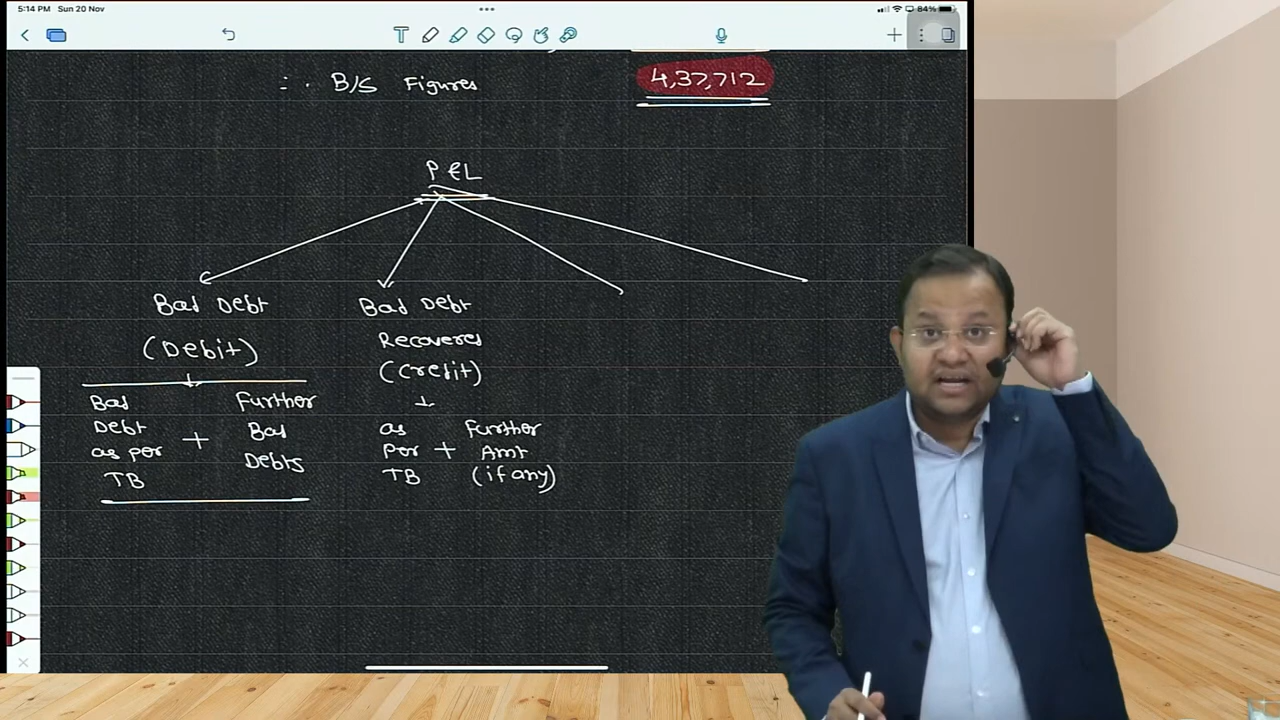 5:14 PM Sun 20 Nov
84%
T
∴ B/S Figures 4,37,712
P & L
Bad Debt
(Debit)
Bad Debt as per TB + Further Bad Debts
Bad Debt
Recovered
(Credit)
as Per TB + Further Amt (if any)